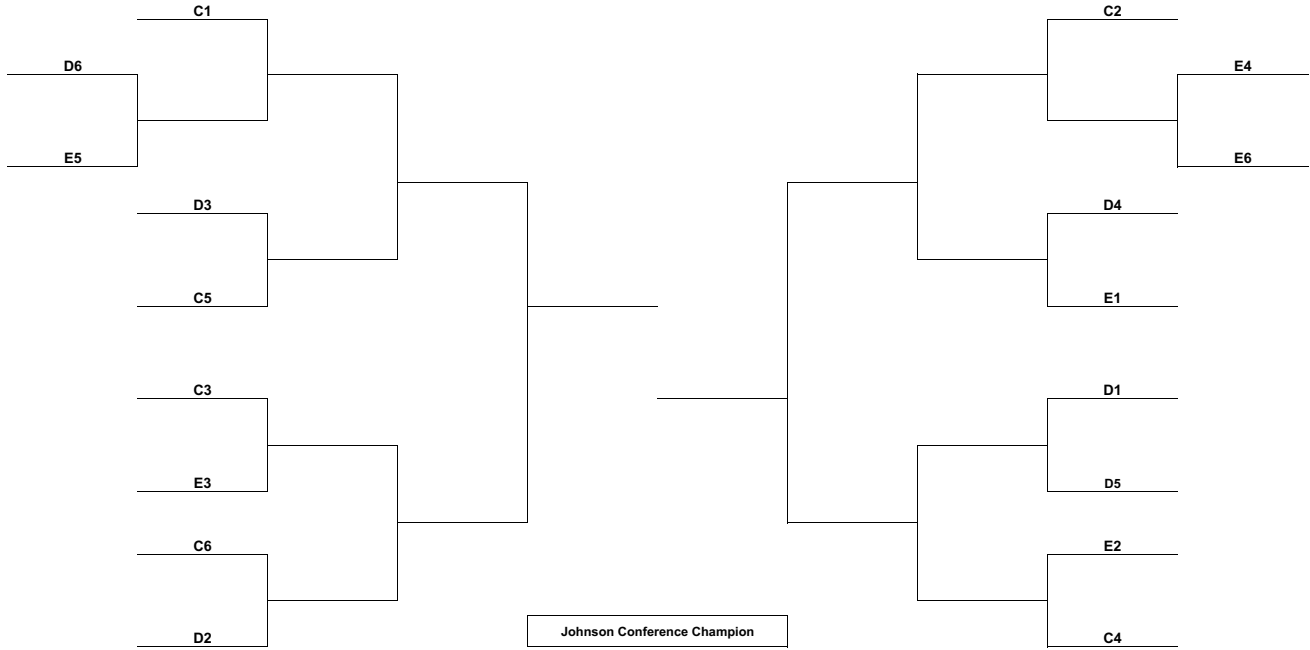 C1
C2
D6
E4
E5
E6
D3
D4
C5
E1
C3
D1
E3
D5
C6
E2
Johnson Conference Champion
D2
C4